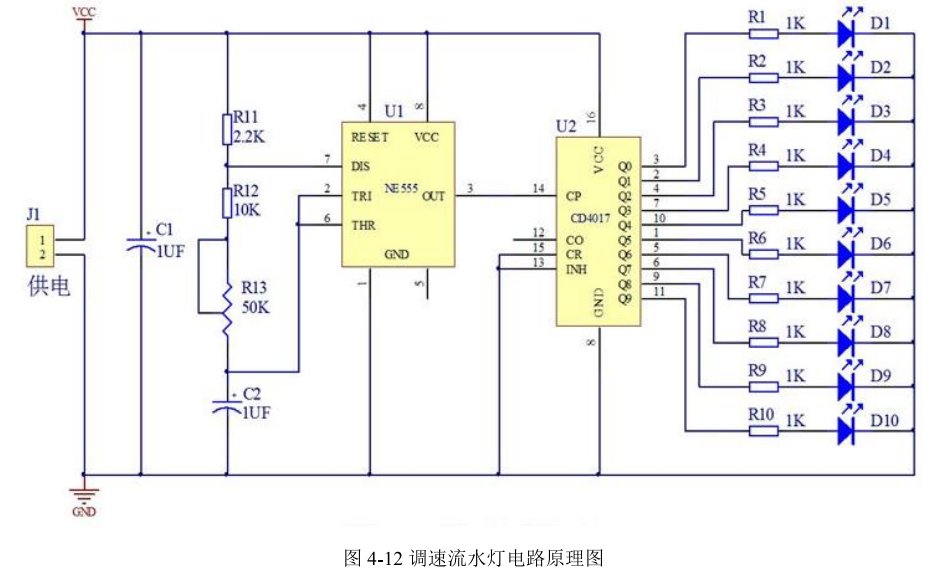 VCC
R1 1K D1
R2 1K D2
R3 1K D3
R4 1K D4
R5 1K D5
R6 1K D6
R7 1K D7
R8 1K D8
R9 1K D9
R10 1K D10
J1
1
2
供电
C1
1UF
R11
2.2K
R12
10K
R13
50K
C2
1UF
U1
4
8
RESET VCC
7 DIS
2 TRI NE555 OUT 3
6 THR
GND
1
5
U2
16
VCC
14 CP
CD4017
12 CO
15 CR
13 INH
GND
8
Q0 3
Q1 2
Q2 4
Q3 7
Q4 10
Q5 1
Q6 5
Q7 6
Q8 9
Q9 11
GND
图 4-12 调速流水灯电路原理图